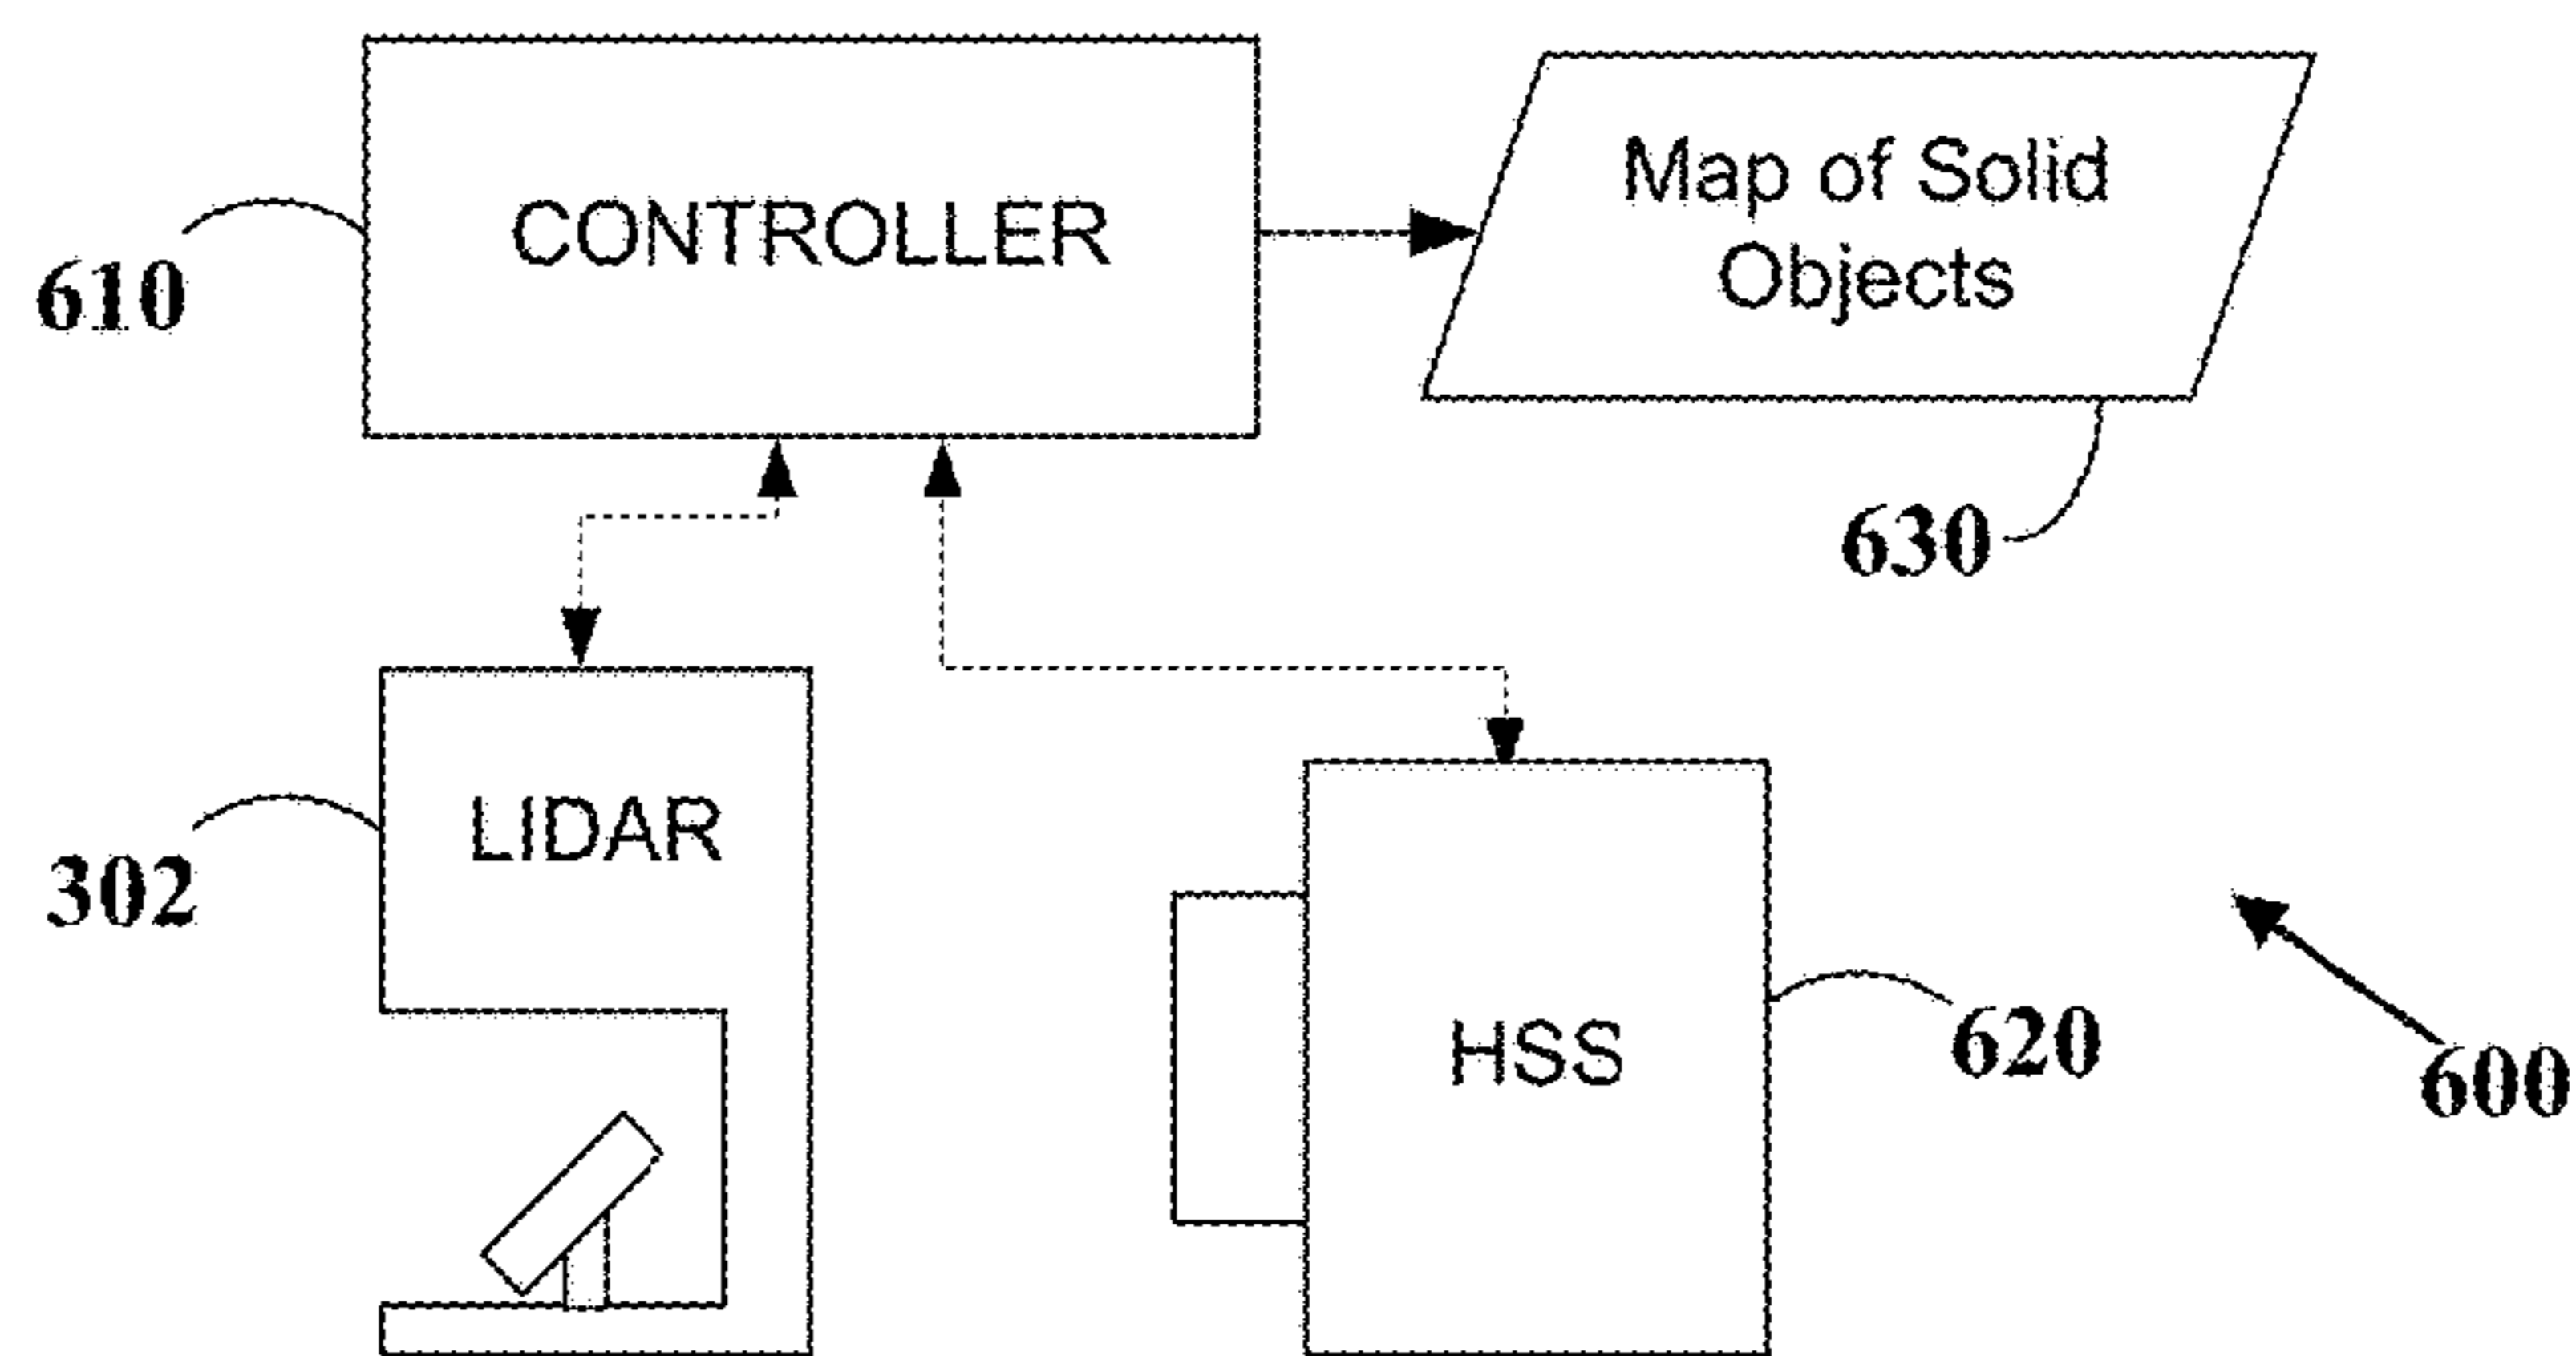 CONTROLLER
Map of Solid
Objects
610
630
LIDAR
302
HSS
620
600